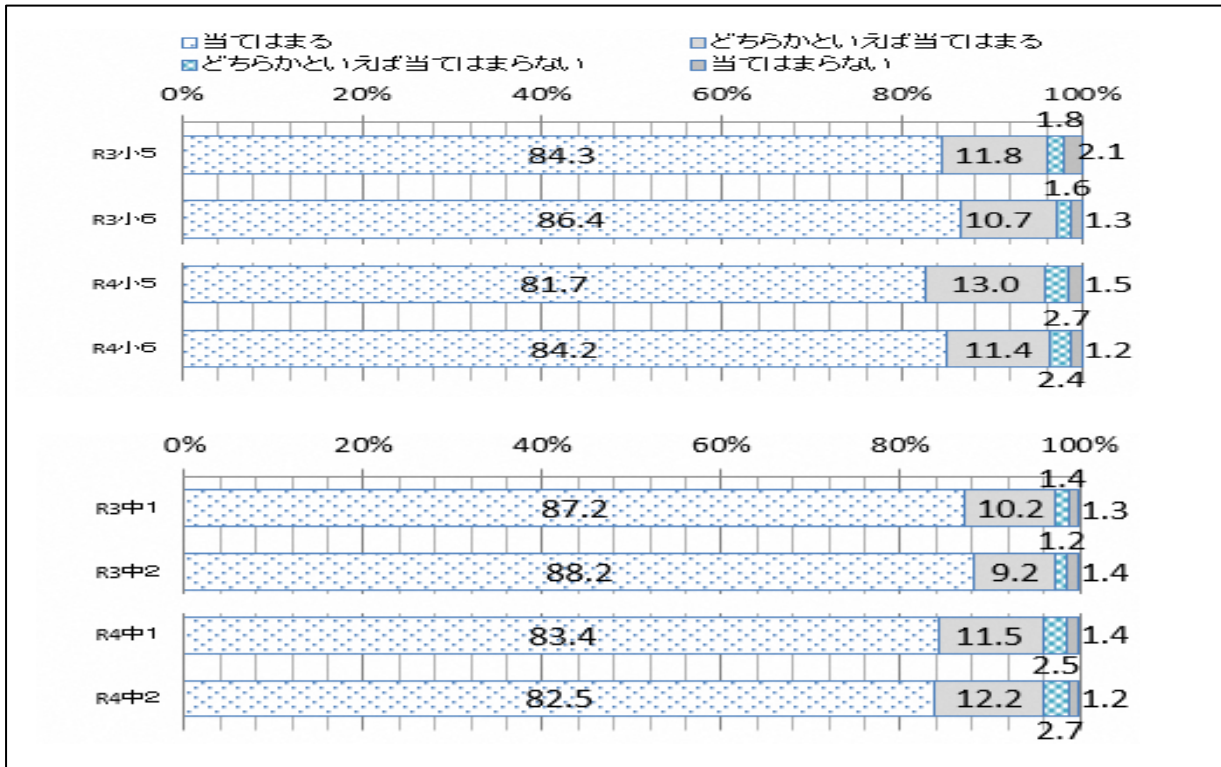 当てはまる どちらかといえば当てはまる
どちらかといえば当てはまらない 当てはまらない
0% 20% 40% 60% 80% 100%
1.8
R3小5 84.3 11.8 2.1
1.6
R3小6 86.4 10.7 1.3
R4小5 81.7 13.0 1.5
2.7
R4小6 84.2 11.4 1.2
2.4
0% 20% 40% 60% 80% 100%
1.4
R3中1 87.2 10.2 1.3
1.2
R3中2 88.2 9.2 1.4
R4中1 83.4 11.5 1.4
2.5
R4中2 82.5 12.2 1.2
2.7